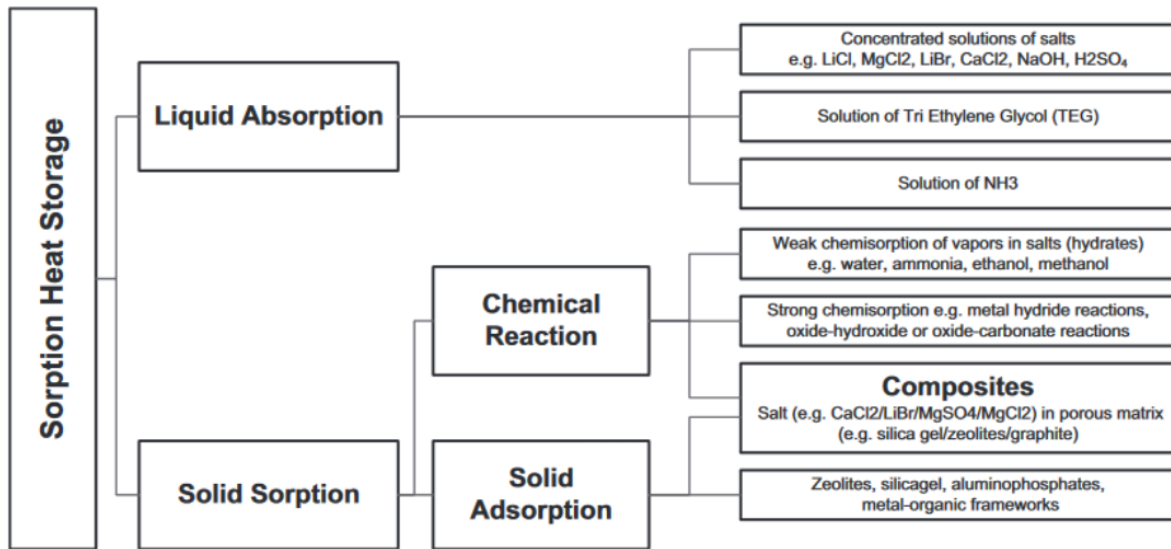 Sorption Heat Storage
Liquid Absorption
Concentrated solutions of salts
e.g. LiCl, MgCl2, LiBr, CaCl2, NaOH, H2SO₄
Solution of Tri Ethylene Glycol (TEG)
Solution of NH3
Solid Sorption
Chemical
Reaction
Weak chemisorption of vapors in salts (hydrates)
e.g. water, ammonia, ethanol, methanol
Strong chemisorption e.g. metal hydride reactions,
oxide-hydroxide or oxide-carbonate reactions
Composites
Salt (e.g. CaCl2/LiBr/MgSO4/MgCl2) in porous matrix
(e.g. silica gel/zeolites/graphite)
Solid
Adsorption
Zeolites, silicagel, aluminophosphates,
metal-organic frameworks